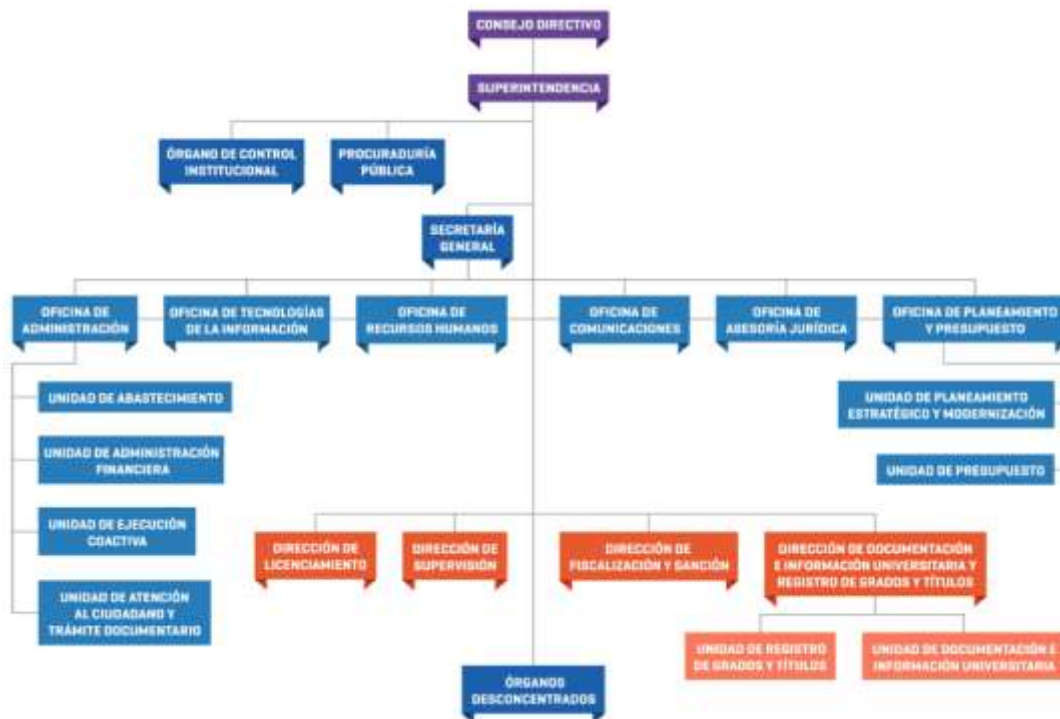 CONSEJO DIRECTIVO
SUPERINTENDENCIA
ÓRGANO DE CONTROL
INSTITUCIONAL
PROCURADURÍA
PÚBLICA
SECRETARÍA
GENERAL
OFICINA DE
ADMINISTRACIÓN
OFICINA DE TECNOLOGÍAS
DE LA INFORMACIÓN
OFICINA DE
RECURSOS HUMANOS
OFICINA DE
COMUNICACIONES
OFICINA DE
ASESORÍA JURÍDICA
OFICINA DE PLANEAMIENTO
Y PRESUPUESTO
UNIDAD DE ABASTECIMIENTO
UNIDAD DE ADMINISTRACIÓN
FINANCIERA
UNIDAD DE EJECUCIÓN
COACTIVA
UNIDAD DE ATENCIÓN
AL CIUDADANO Y
TRÁMITE DOCUMENTARIO
UNIDAD DE PLANEAMIENTO
ESTRATÉGICO Y MODERNIZACIÓN
UNIDAD DE PRESUPUESTO
DIRECCIÓN DE
LICENCIAMIENTO
DIRECCIÓN DE
SUPERVISIÓN
DIRECCIÓN DE
FISCALIZACIÓN Y SANCIÓN
DIRECCIÓN DE DOCUMENTACIÓN
E INFORMACIÓN UNIVERSITARIA Y
REGISTRO DE GRADOS Y TÍTULOS
UNIDAD DE REGISTRO
DE GRADOS Y TÍTULOS
UNIDAD DE DOCUMENTACIÓN E
INFORMACIÓN UNIVERSITARIA
ÓRGANOS
DESCONCENTRADOS